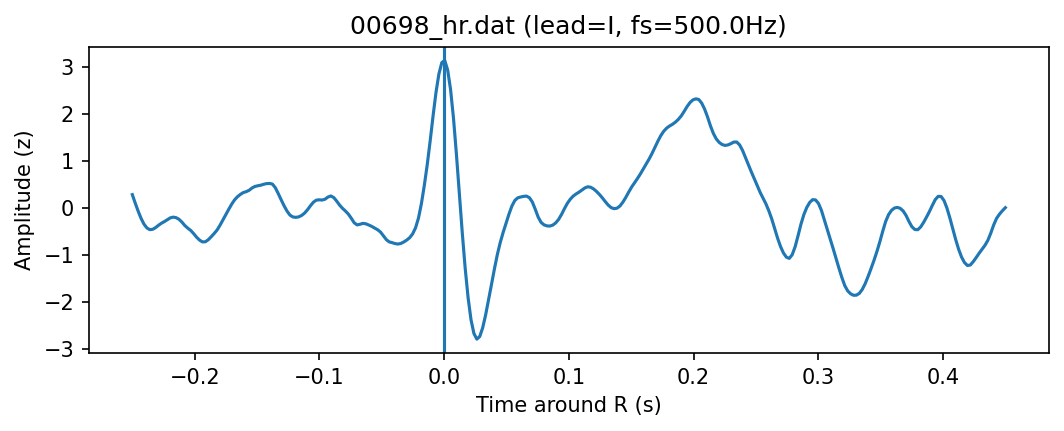 00698_hr.dat (lead=I, fs=500.0Hz)
Amplitude (z)
3
2
1
0
−1
−2
−3
−0.2 −0.1 0.0 0.1 0.2 0.3 0.4
Time around R (s)